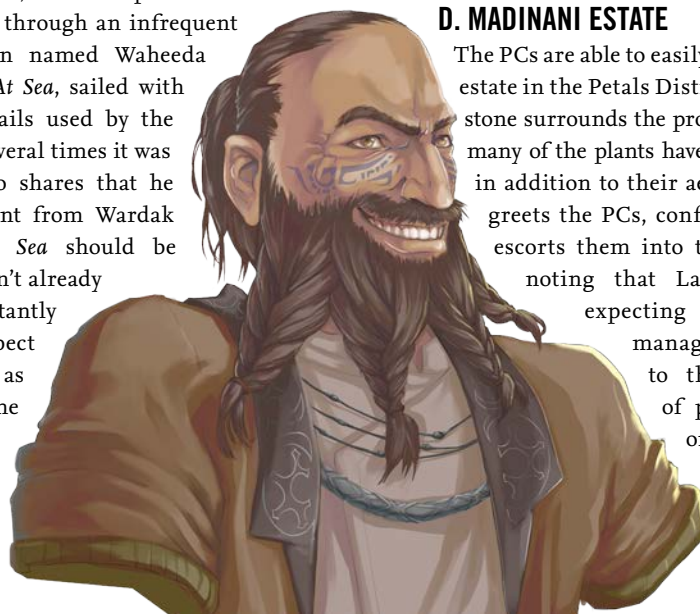 through an infrequent
n named Waheeda
At Sea, sailed with
ails used by the
veral times it was
o shares that he
nt from Wardak
Sea should be
n't already
tantly
pect
as
ne
D. MADINANI ESTATE
The PCs are able to easily
estate in the Petals Dist
stone surrounds the pro
many of the plants have
in addition to their ae
greets the PCs, conf
escorts them into t
noting that La
expecting
manag
to th
of p
o